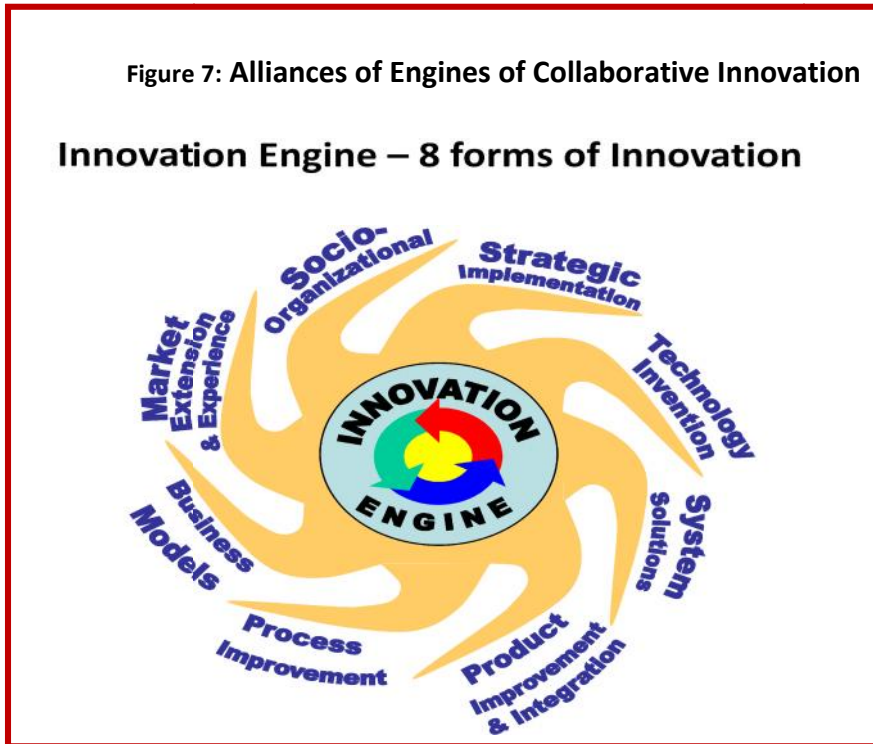 Figure 7: Alliances of Engines of Collaborative Innovation
Innovation Engine – 8 forms of Innovation
Socio-
Organizational
Strategic
Implementation
Technology
Invention
System
Solutions
Product
Improvement
& Integration
Process
Improvement
Business
Models
Market
Extension
& Experience
INNOVATION
ENGINE